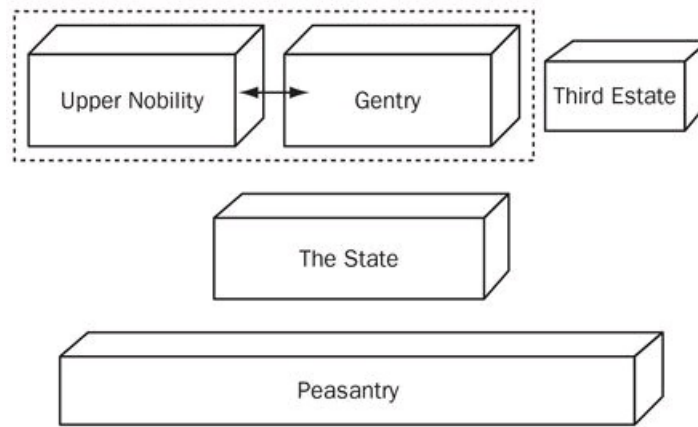 Upper Nobility
Gentry
Third Estate
The State
Peasantry